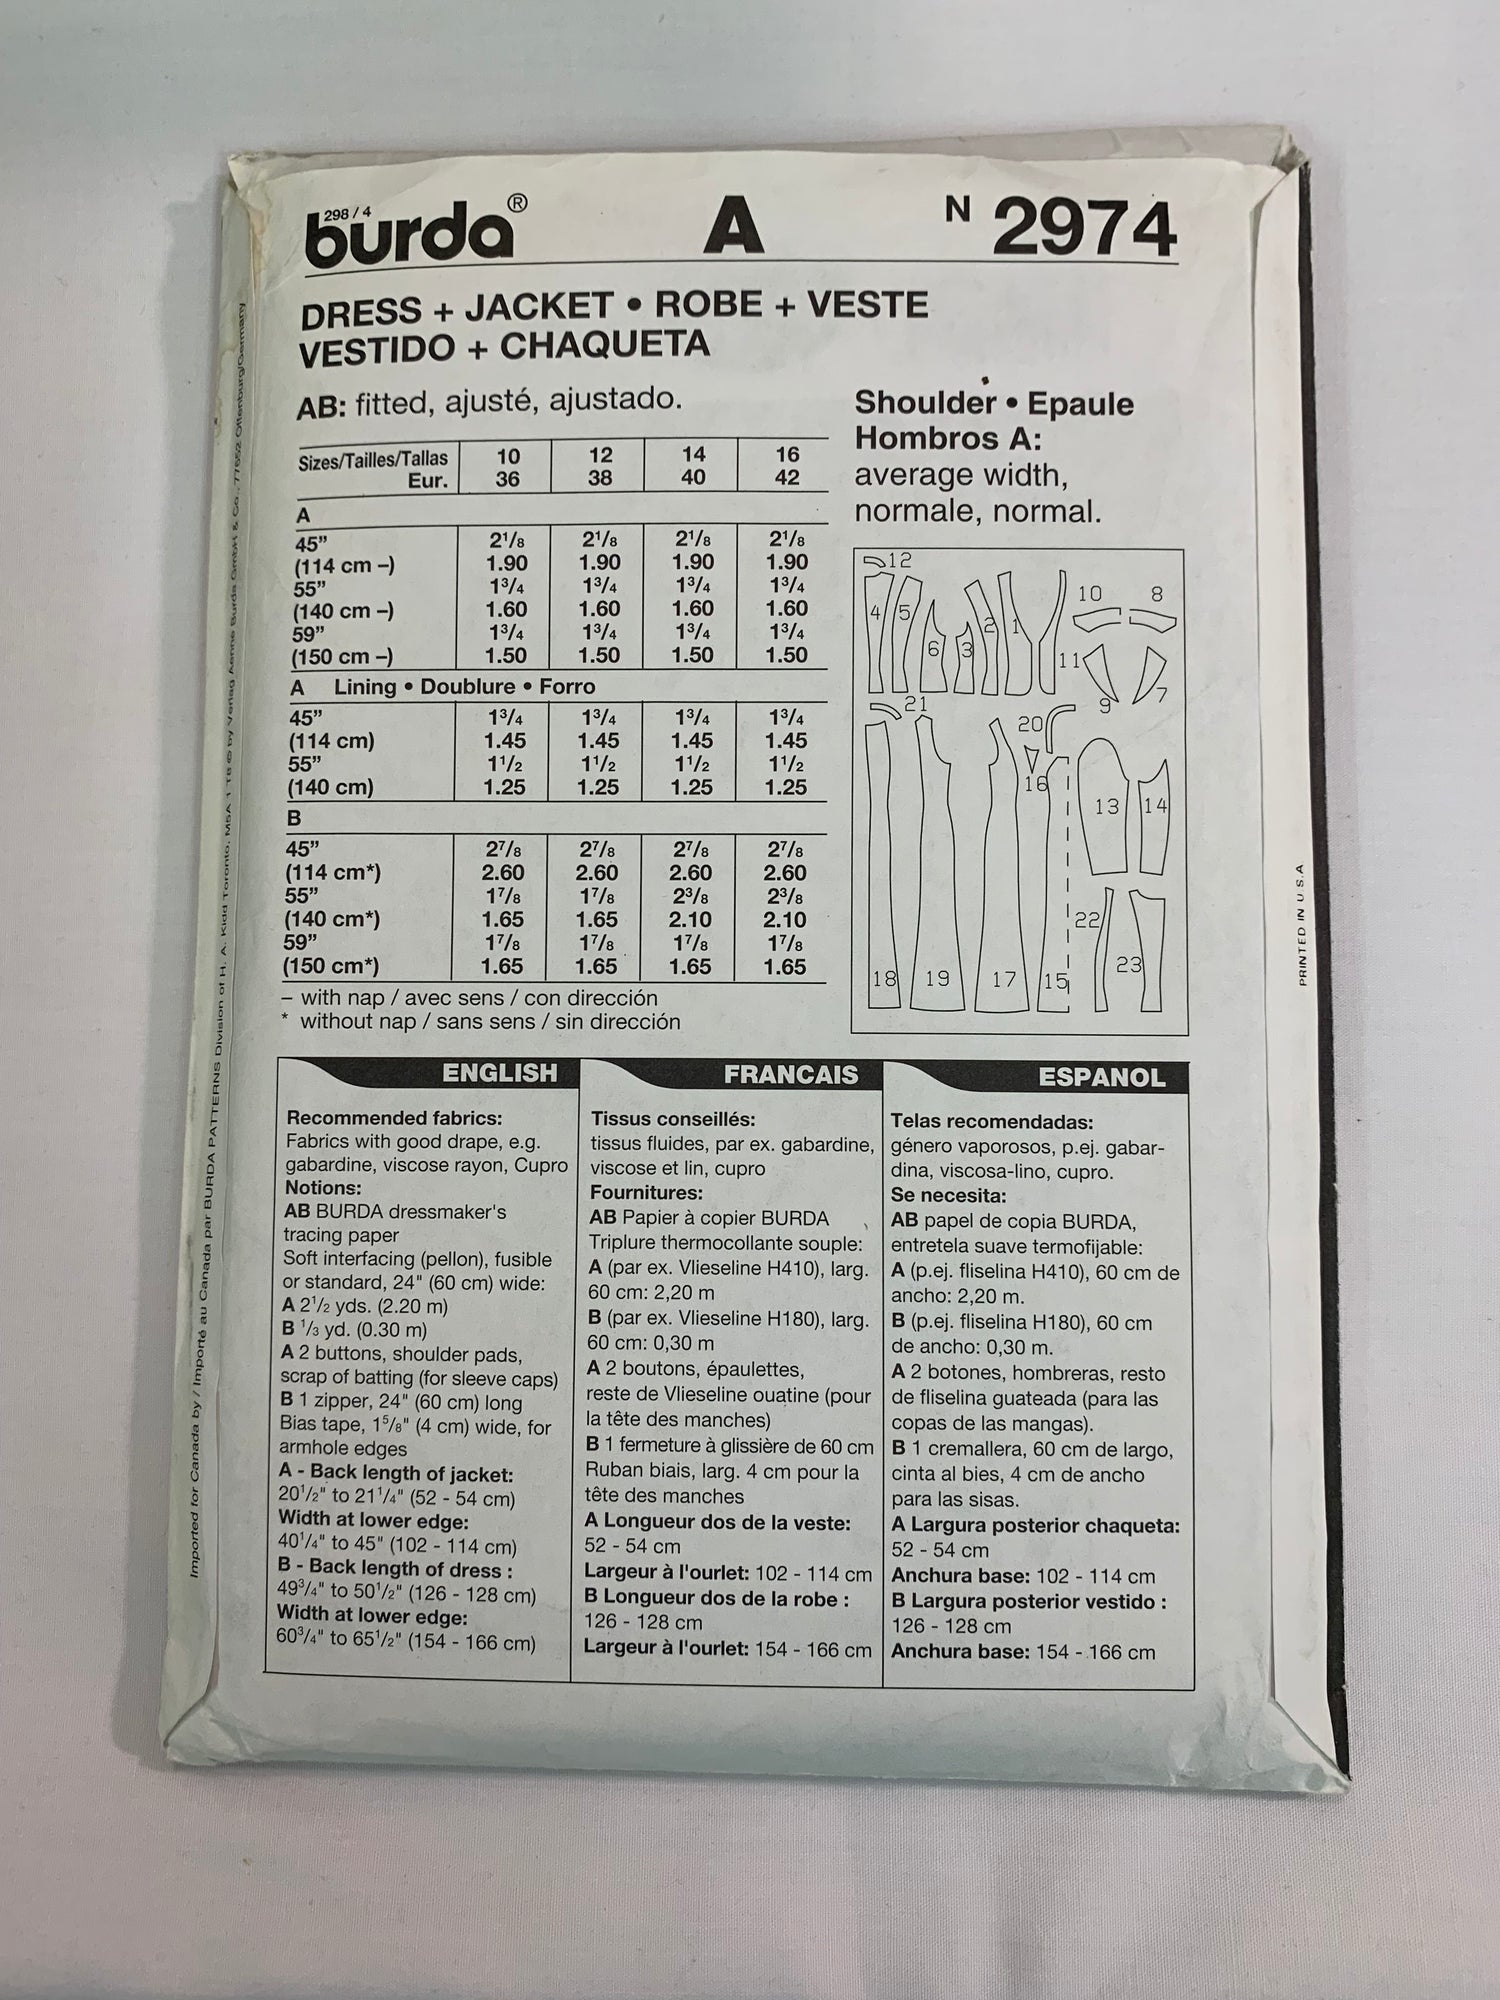 298/4
burda® A N 2974
DRESS + JACKET • ROBE + VESTE
VESTIDO + CHAQUETA
AB: fitted, ajusté, ajustado.
Sizes/Tailles/Tallas 10 12 14 16
Eur. 36 38 40 42
A
45” 2 1/8 2 1/8 2 1/8 2 1/8
(114 cm –) 1.90 1.90 1.90 1.90
55” 1 3/4 1 3/4 1 3/4 1 3/4
(140 cm –) 1.60 1.60 1.60 1.60
59” 1 3/4 1 3/4 1 3/4 1 3/4
(150 cm –) 1.50 1.50 1.50 1.50
A Lining • Doublure • Forro
45” 1 3/4 1 3/4 1 3/4 1 3/4
(114 cm) 1.45 1.45 1.45 1.45
55” 1 1/2 1 1/2 1 1/2 1 1/2
(140 cm) 1.25 1.25 1.25 1.25
B
45” 2 7/8 2 7/8 2 7/8 2 7/8
(114 cm*) 2.60 2.60 2.60 2.60
55” 1 7/8 1 7/8 2 3/8 2 3/8
(140 cm*) 1.65 1.65 2.10 2.10
59” 1 7/8 1 7/8 1 7/8 1 7/8
(150 cm*) 1.65 1.65 1.65 1.65
– with nap / avec sens / con dirección
* without nap / sans sens / sin dirección
Shoulder • Epaule
Hombros A:
average width,
normale, normal.
12
4 5 6 3 2 1 11 10 8
9 7
21 20
16 13 14
22 23
18 19 17 15
ENGLISH
Recommended fabrics:
Fabrics with good drape, e.g.
gabardine, viscose rayon, Cupro
Notions:
AB BURDA dressmaker's
tracing paper
Soft interfacing (pellon), fusible
or standard, 24" (60 cm) wide:
A 2 1/2 yds. (2.20 m)
B 1/3 yd. (0.30 m)
A 2 buttons, shoulder pads,
scrap of batting (for sleeve caps)
B 1 zipper, 24" (60 cm) long
Bias tape, 1 5/8" (4 cm) wide, for
armhole edges
A - Back length of jacket:
20 1/2" to 21 1/4" (52 - 54 cm)
Width at lower edge:
40 1/4" to 45" (102 - 114 cm)
B - Back length of dress :
49 3/4" to 50 1/2" (126 - 128 cm)
Width at lower edge:
60 3/4" to 65 1/2" (154 - 166 cm)
FRANCAIS
Tissus conseillés:
tissus fluides, par ex. gabardine,
viscose et lin, cupro
Fournitures:
AB Papier à copier BURDA
Triplure thermocollante souple:
A (par ex. Vlieseline H410), larg.
60 cm: 2,20 m
B (par ex. Vlieseline H180), larg.
60 cm: 0,30 m
A 2 boutons, épaulettes,
reste de Vlieseline ouatine (pour
la tête des manches)
B 1 fermeture à glissière de 60 cm
Ruban biais, larg. 4 cm pour la
tête des manches
A Longueur dos de la veste:
52 - 54 cm
Largeur à l'ourlet: 102 - 114 cm
B Longueur dos de la robe :
126 - 128 cm
Largeur à l'ourlet: 154 - 166 cm
ESPANOL
Telas recomendadas:
género vaporosos, p.ej. gabar-
dina, viscosa-lino, cupro.
Se necesita:
AB papel de copia BURDA,
entretela suave termofijable:
A (p.ej. fliselina H410), 60 cm de
ancho: 2,20 m.
B (p.ej. fliselina H180), 60 cm
de ancho: 0,30 m.
A 2 botones, hombreras, resto
de fliselina guateada (para las
copas de las mangas).
B 1 cremallera, 60 cm de largo,
cinta al bies, 4 cm de ancho
para las sisas.
A Largura posterior chaqueta:
52 - 54 cm
Anchura base: 102 - 114 cm
B Largura posterior vestido :
126 - 128 cm
Anchura base: 154 - 166 cm
Imported for Canada by / Importé au Canada par BURDA PATTERNS Division of H. A. Kidd Toronto, M5A 1 T8 © by Verlag Aenne Burda GmbH & Co., 77652 Offenburg/Germany
PRINTED IN U.S.A